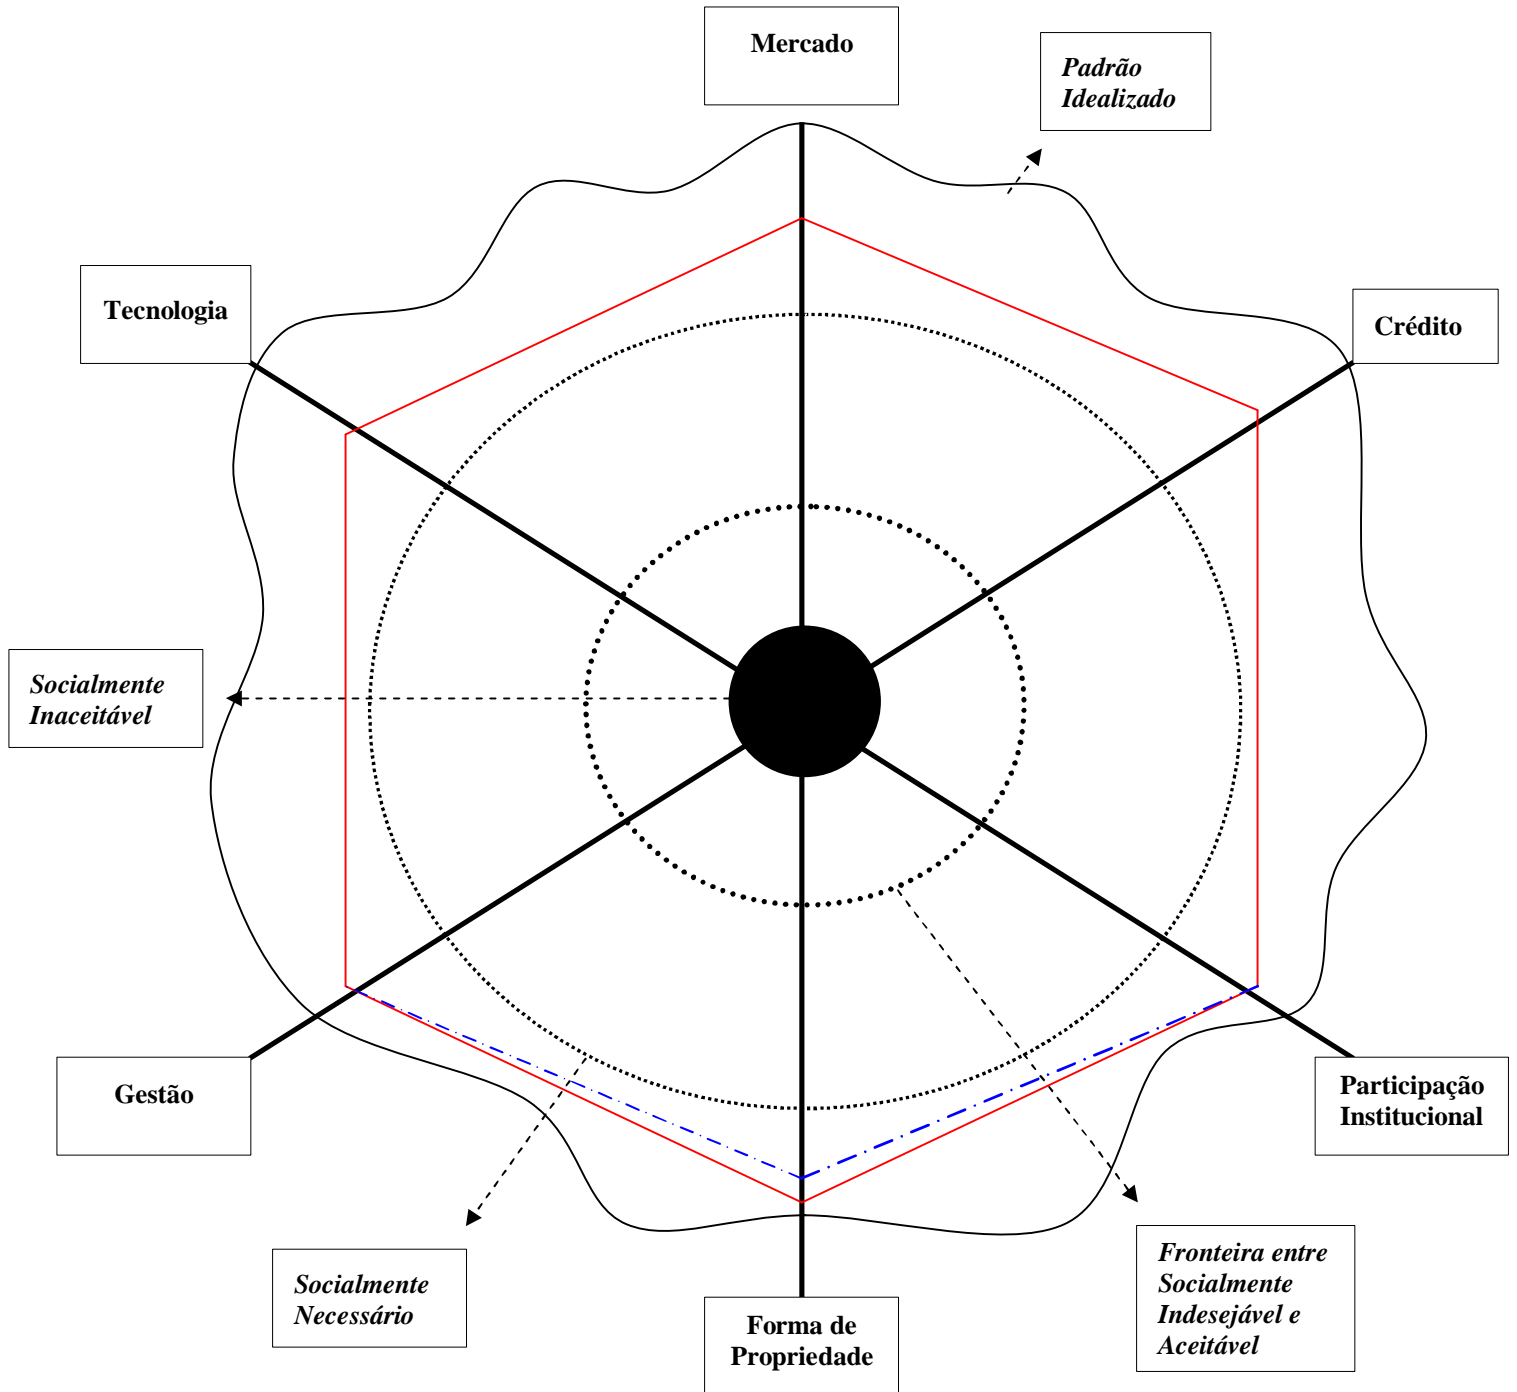 Mercado
Padrão
Idealizado
Tecnologia
Crédito
Socialmente
Inaceitável
Gestão
Participação
Institucional
Socialmente
Necessário
Forma de
Propriedade
Fronteira entre
Socialmente
Indesejável e
Aceitável